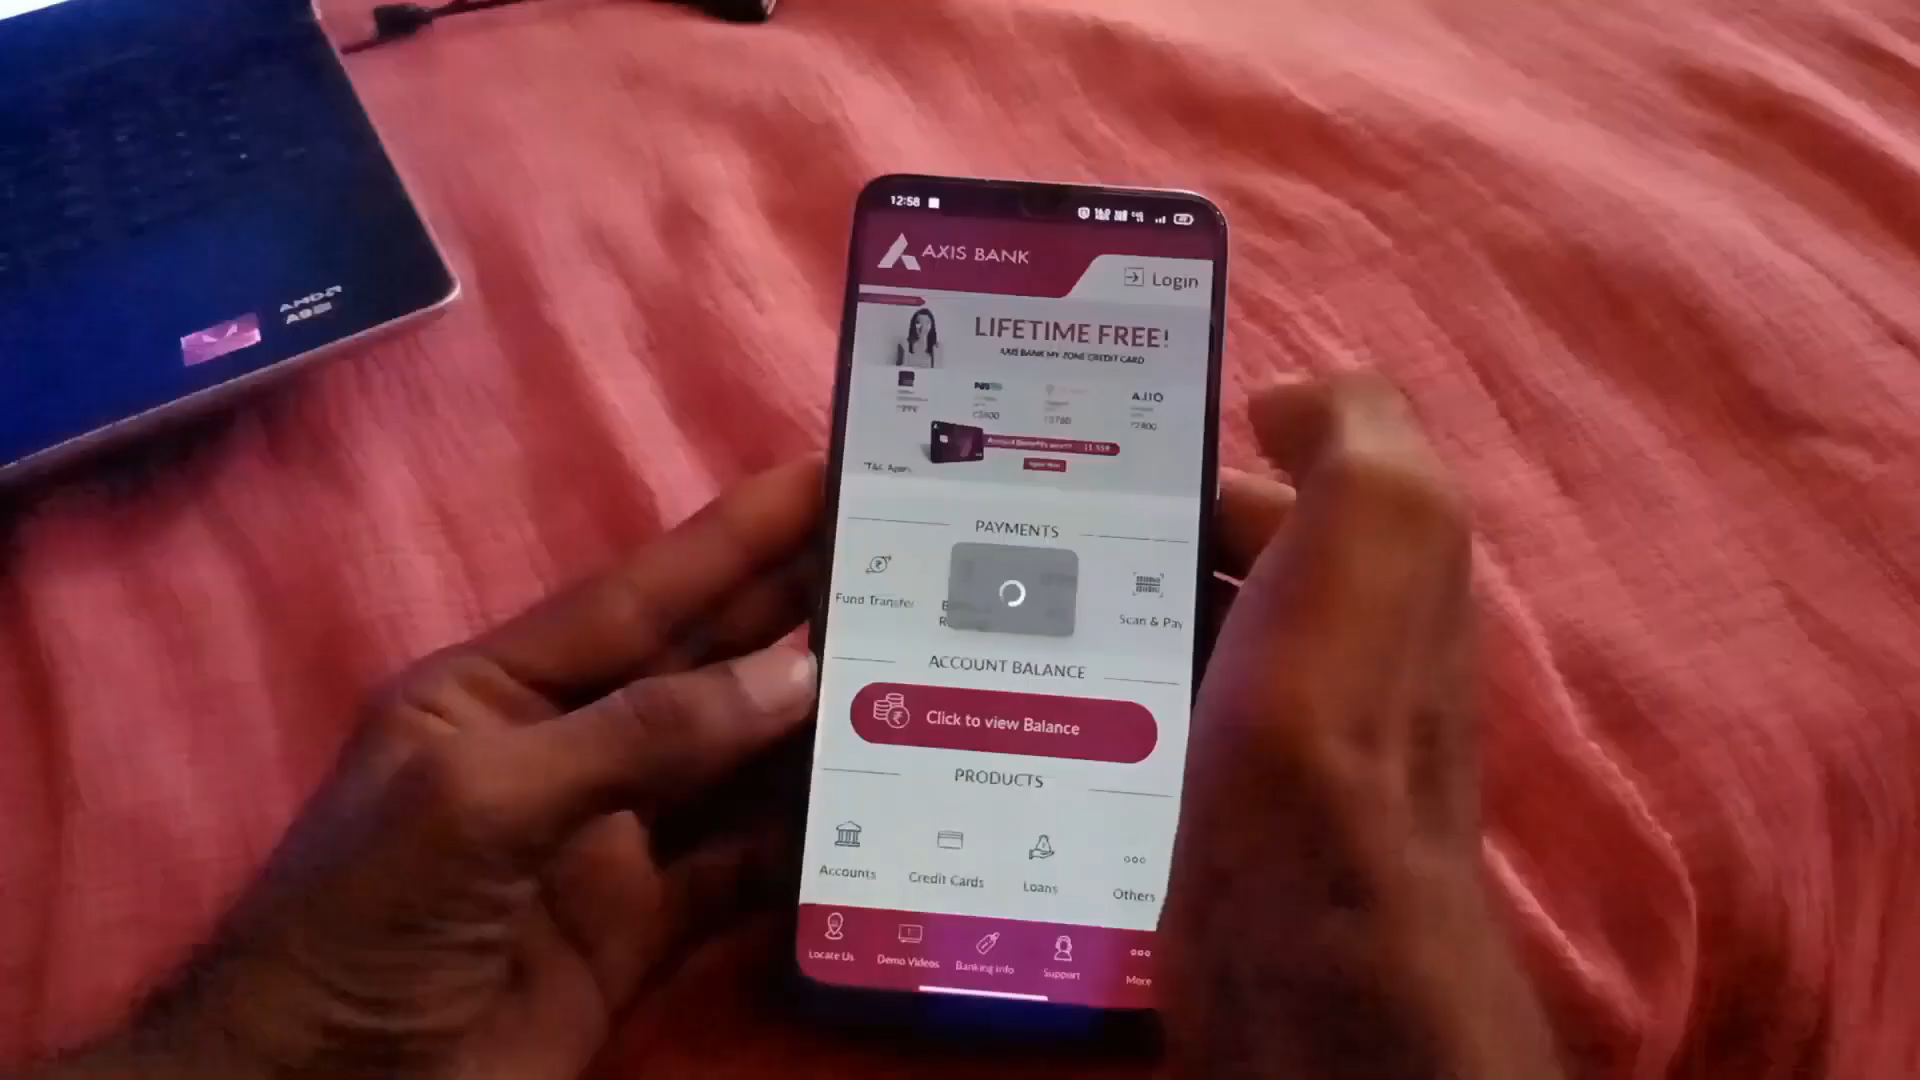 12:58
AXIS BANK
Login
LIFETIME FREE!
AXIS BANK MY ZONE CREDIT CARD
AJIO
PAYMENTS
Fund Transfer
Scan & Pay
ACCOUNT BALANCE
Click to view Balance
PRODUCTS
Accounts
Credit Cards
Loans
Others
Locate Us
Demo Videos
Banking Info
Support
More